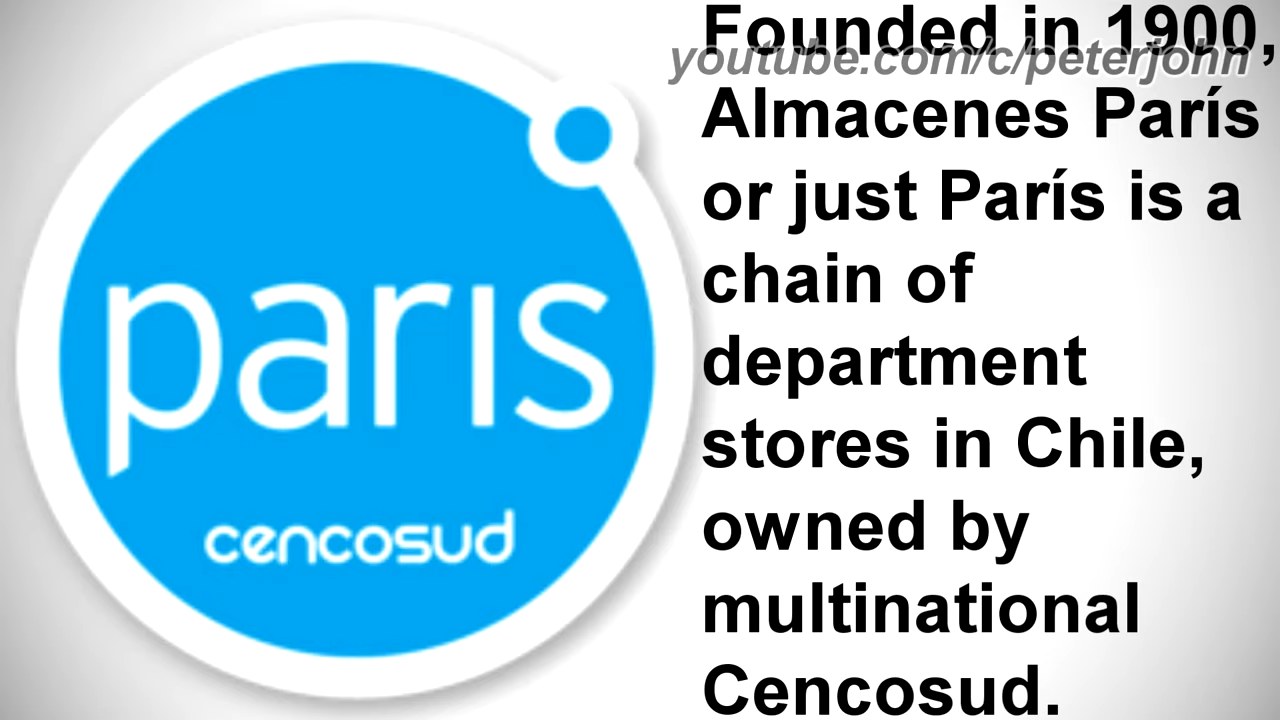 parıs
cencosud
Founded in 1900,
youtube.com/c/peterjohn
Almacenes París
or just París is a
chain of
department
stores in Chile,
owned by
multinational
Cencosud.